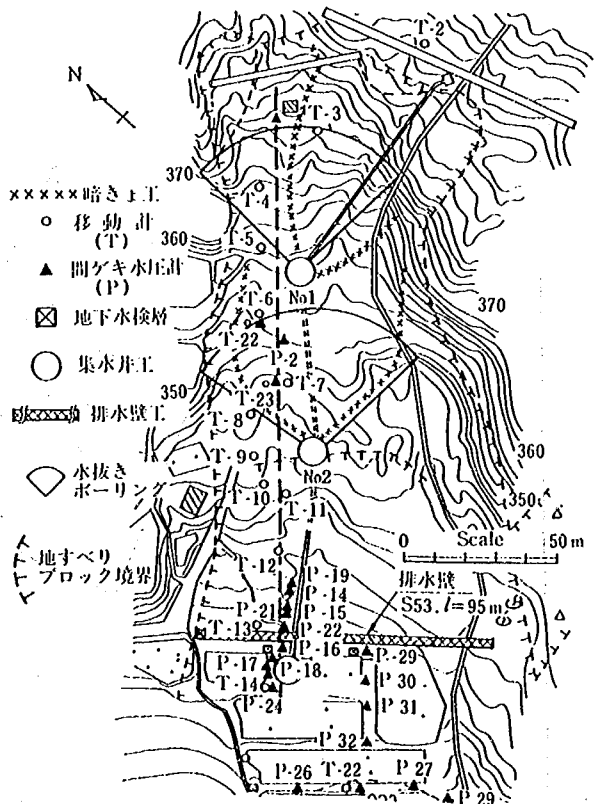 T-2
N
T-3
370
×××××暗きょ工
T-4
移動計
(T)
360
T-5
間ゲキ水圧計
(P)
No1
T-6
370
地下水検層
T-22
P-2
集水井工
350
T-7
T-23
排水壁工
T-8
360
T-9
水抜き
ボーリング
No2
350
T-10
T-11
Scale
0 50m
地すべり
ブロック境界
T-12
P-19
排水壁
P-14
S53. l=95m
P-21
P-15
T-13
P-22
P-16
P-29
P-17
P-18
P-30
T-14
P-24
P-31
P-32
P-26
T-22
P-27
P-29